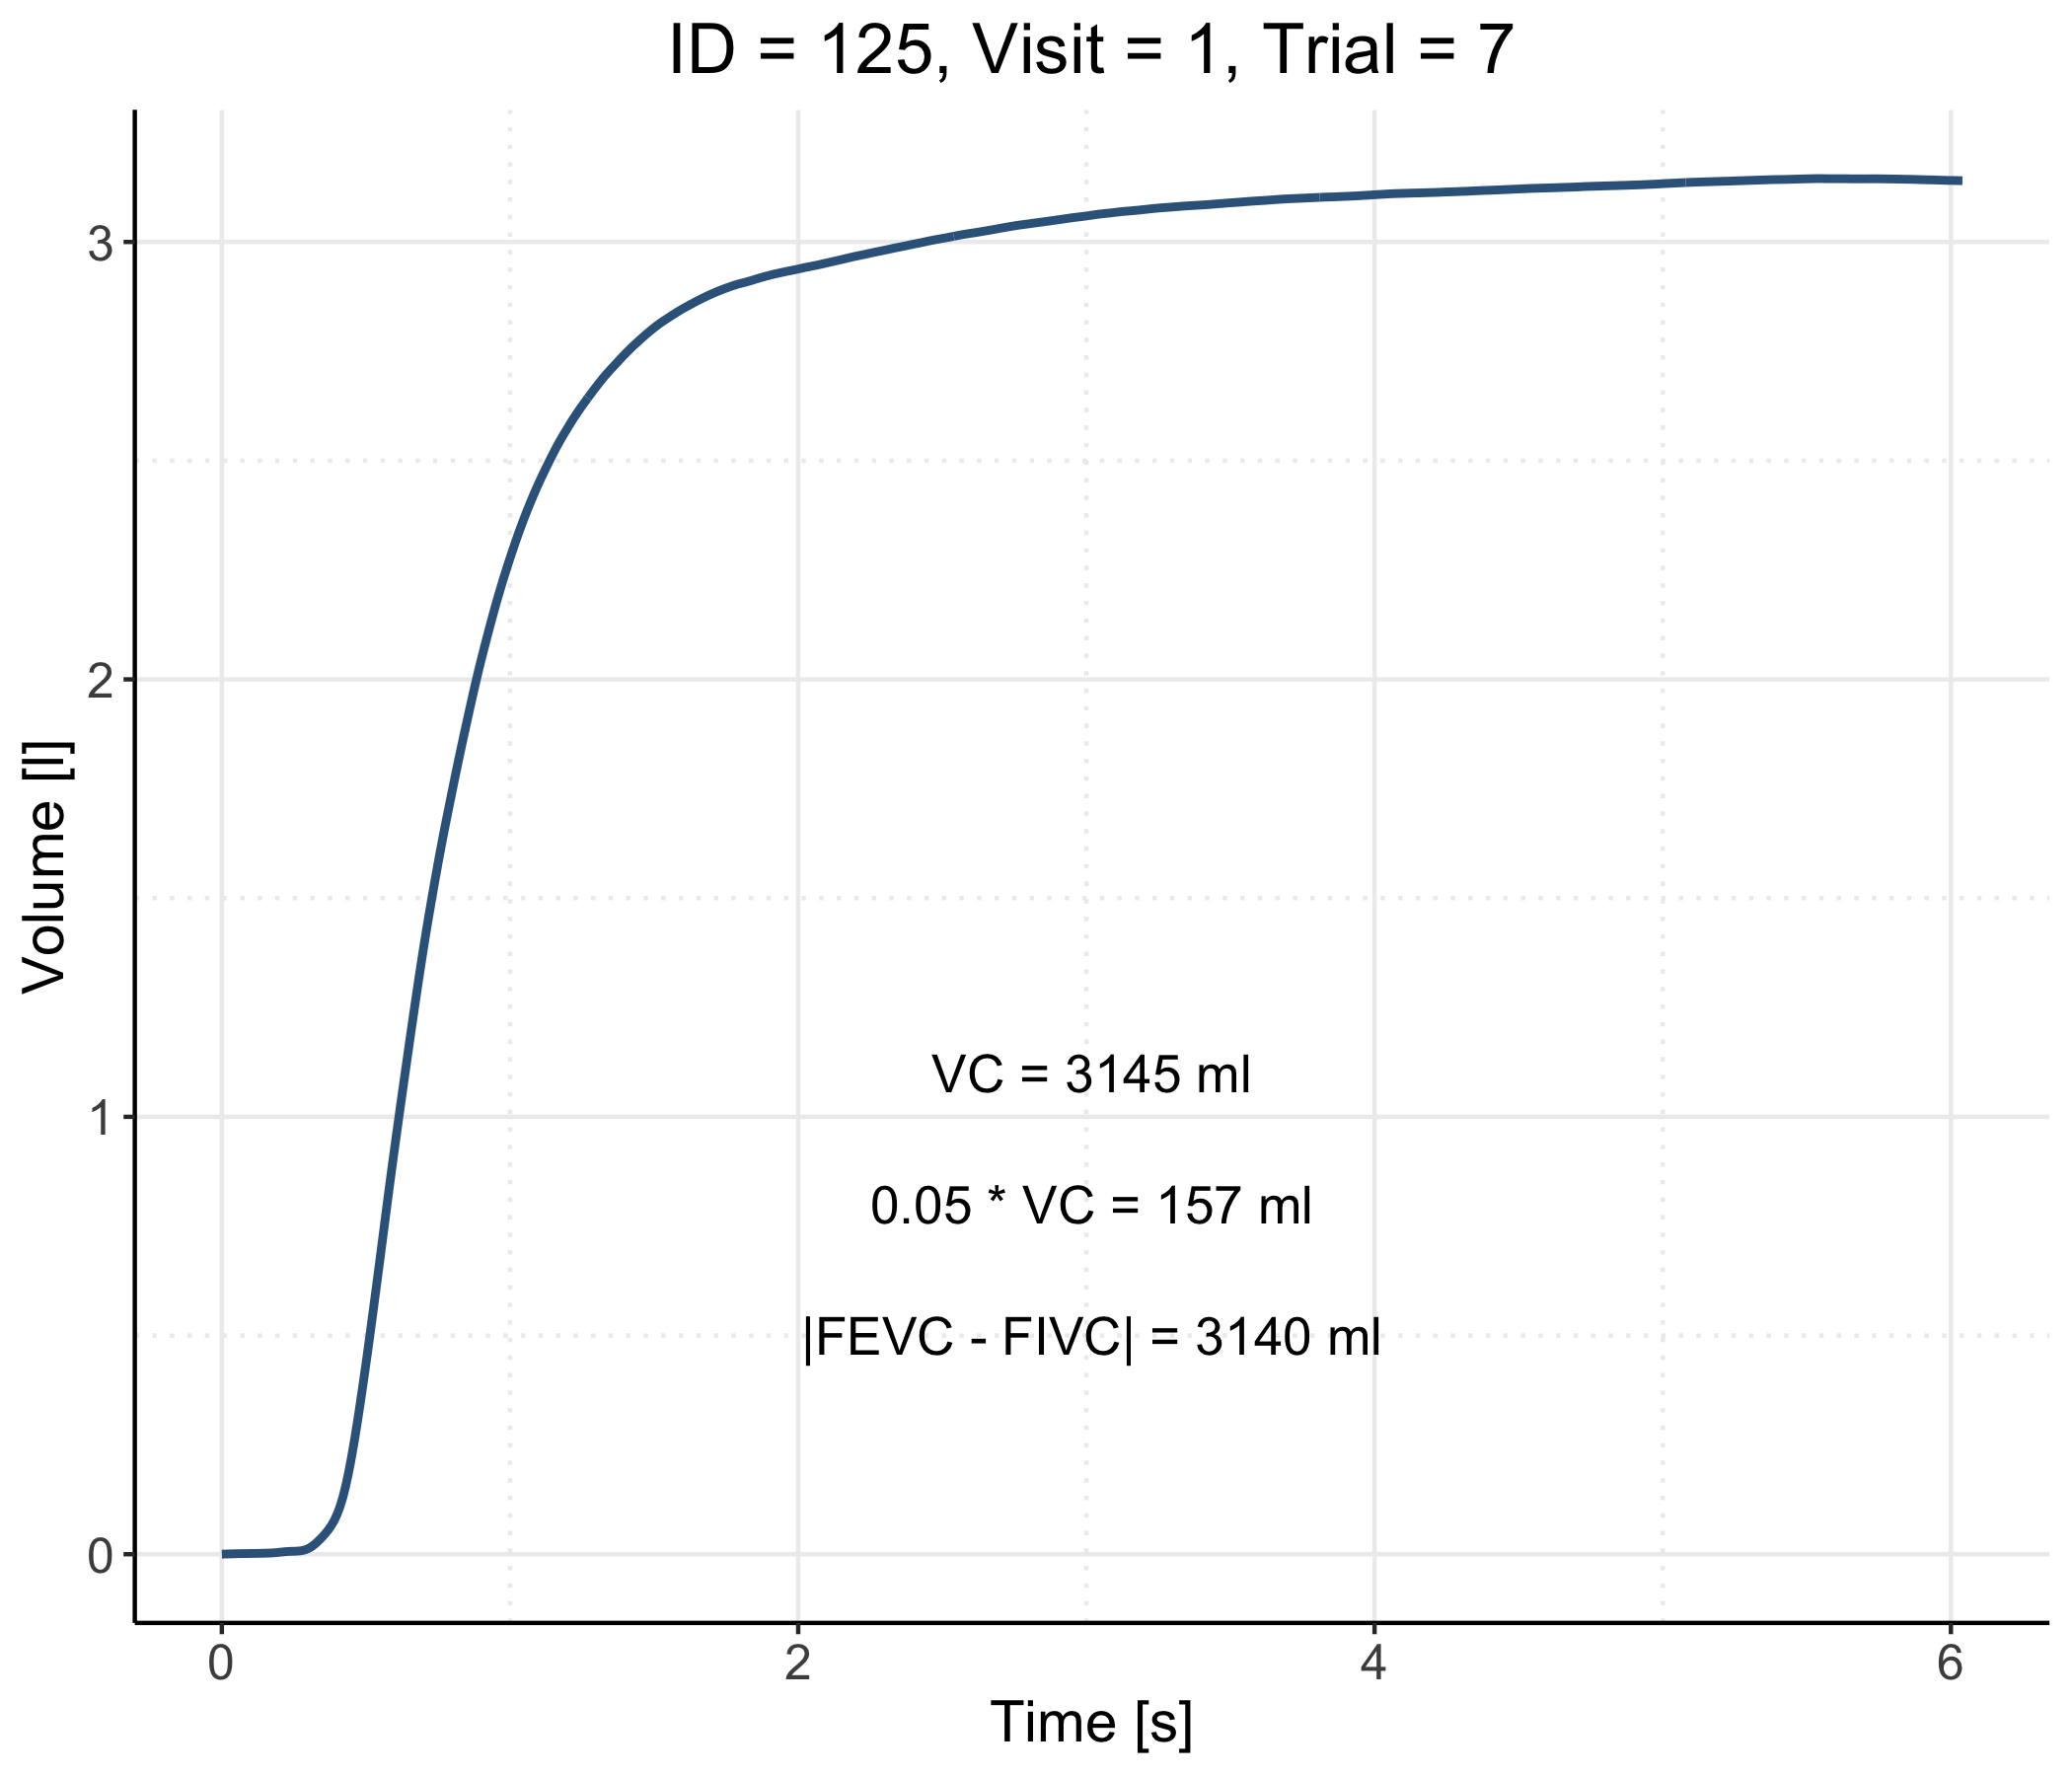 ID = 125, Visit = 1, Trial = 7
3
2
1
0
Volume [l]
VC = 3145 ml
0.05 * VC = 157 ml
|FEVC - FIVC| = 3140 ml
0 2 4 6
Time [s]